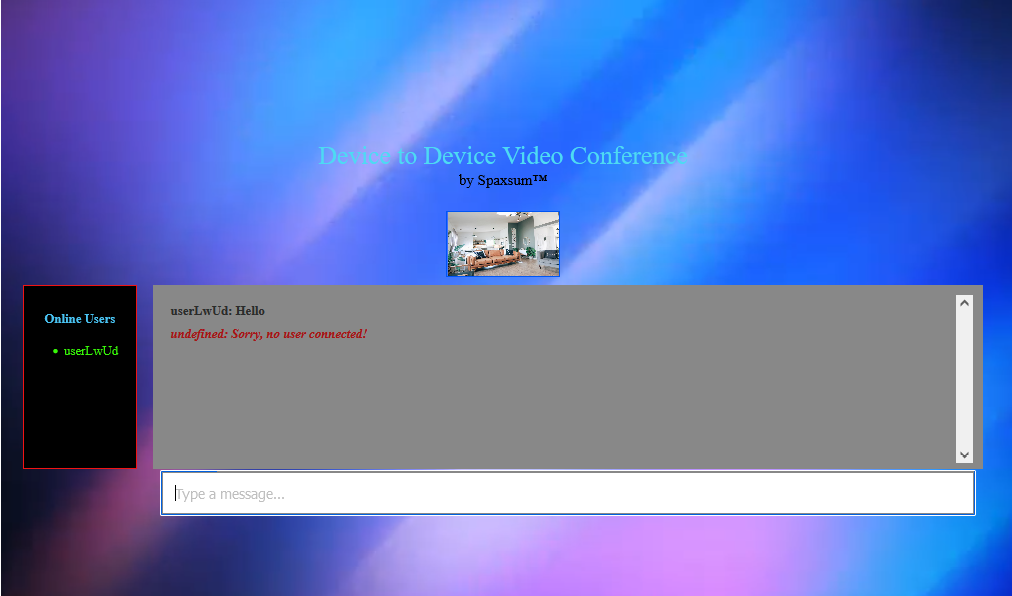 Device to Device Video Conference
by Spaxsum™
Online Users
userLwUd
userLwUd: Hello
undefined: Sorry, no user connected!
Type a message...